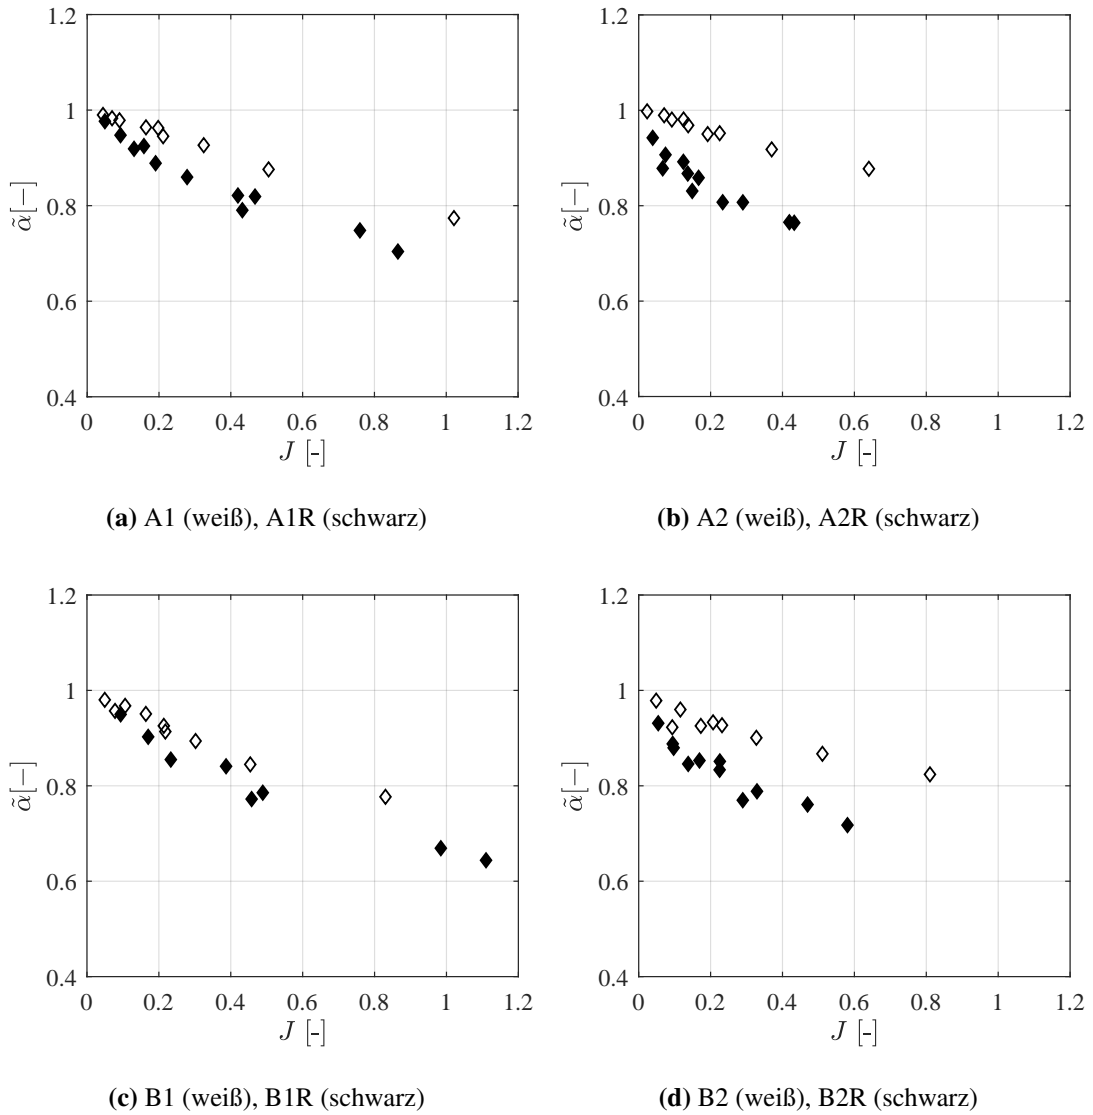 1.2
1
0.8
0.6
0.4
α̃[−]
0 0.2 0.4 0.6 0.8 1 1.2
J [-]
(a) A1 (weiß), A1R (schwarz)
1.2
1
0.8
0.6
0.4
α̃[−]
0 0.2 0.4 0.6 0.8 1 1.2
J [-]
(b) A2 (weiß), A2R (schwarz)
1.2
1
0.8
0.6
0.4
α̃[−]
0 0.2 0.4 0.6 0.8 1 1.2
J [-]
(c) B1 (weiß), B1R (schwarz)
1.2
1
0.8
0.6
0.4
α̃[−]
0 0.2 0.4 0.6 0.8 1 1.2
J [-]
(d) B2 (weiß), B2R (schwarz)